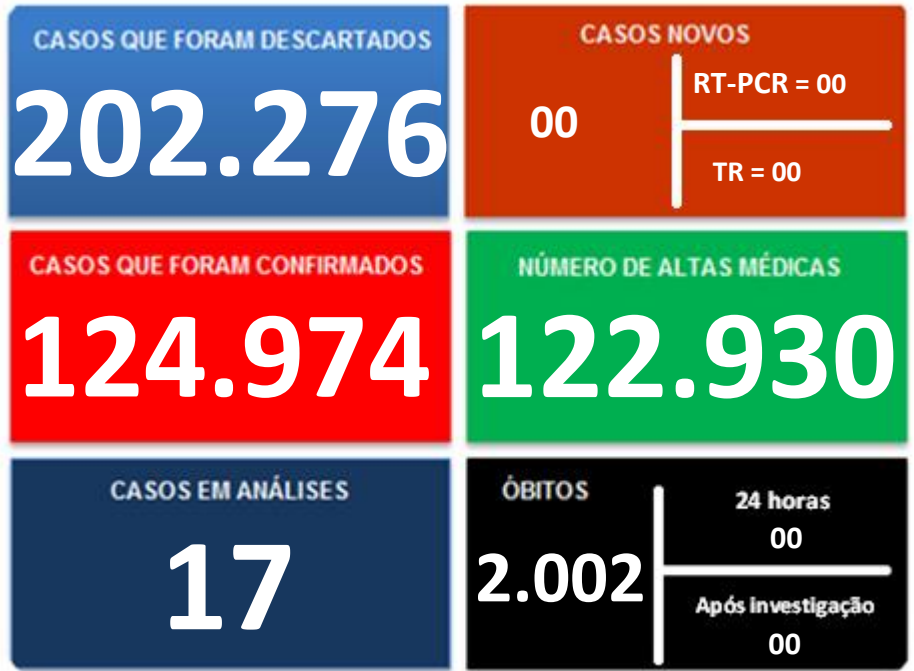 CASOS QUE FORAM DESCARTADOS
202.276
CASOS NOVOS
00
RT-PCR = 00
TR = 00
CASOS QUE FORAM CONFIRMADOS
124.974
NÚMERO DE ALTAS MÉDICAS
122.930
CASOS EM ANÁLISES
17
ÓBITOS
2.002
24 horas
00
Após investigação
00